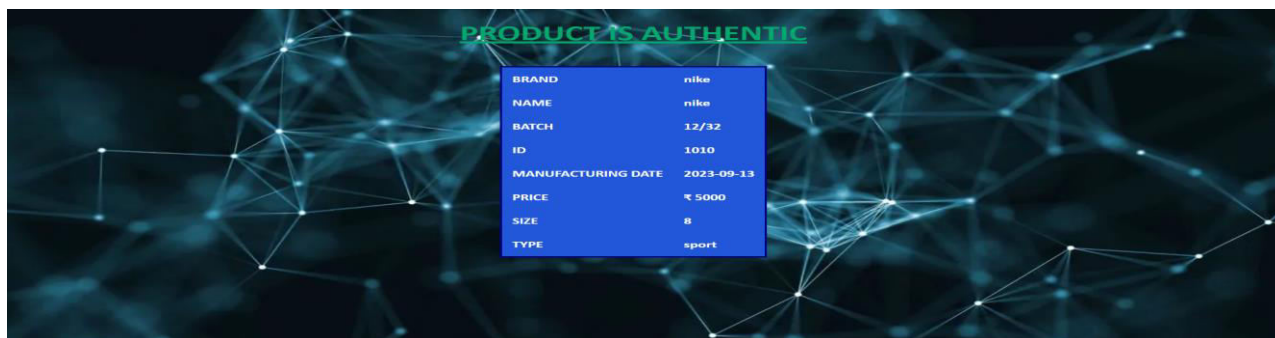 PRODUCT IS AUTHENTIC
BRAND nike
NAME nike
BATCH 12/32
ID 1010
MANUFACTURING DATE 2023-09-13
PRICE ₹ 5000
SIZE 8
TYPE sport